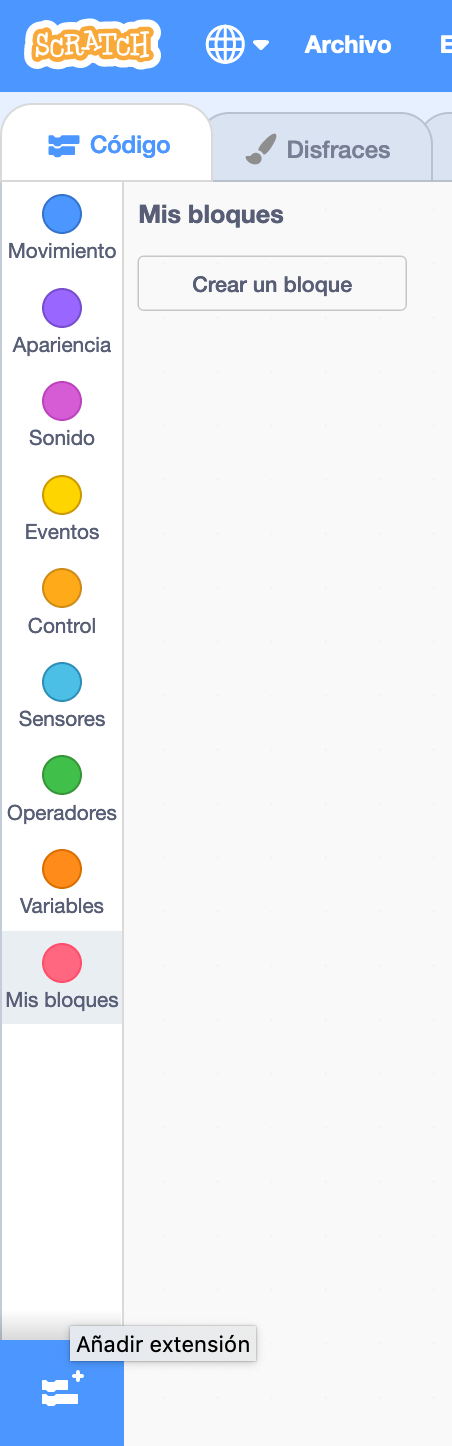 SCRATCH
Archivo
E
Código
Disfraces
Movimiento
Apariencia
Sonido
Eventos
Control
Sensores
Operadores
Variables
Mis bloques
Mis bloques
Crear un bloque
Añadir extensión